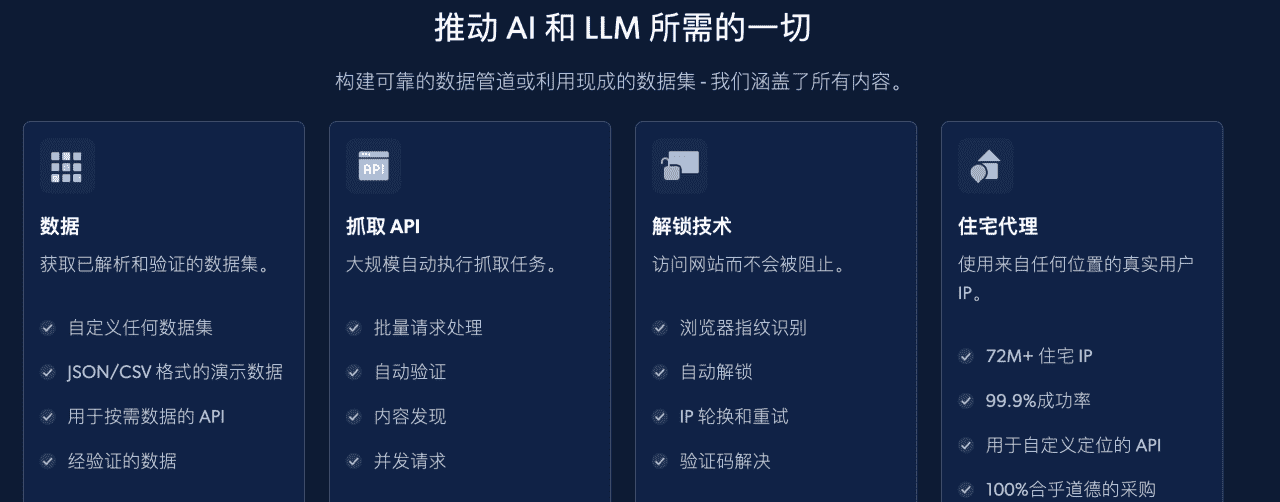 推动 AI 和 LLM 所需的一切
构建可靠的数据管道或利用现成的数据集 - 我们涵盖了所有内容。
数据
获取已解析和验证的数据集。
自定义任何数据集
JSON/CSV 格式的演示数据
用于按需数据的 API
经验证的数据
API
抓取 API
大规模自动执行抓取任务。
批量请求处理
自动验证
内容发现
并发请求
解锁技术
访问网站而不会被阻止。
浏览器指纹识别
自动解锁
IP 轮换和重试
验证码解决
住宅代理
使用来自任何位置的真实用户
IP。
72M+ 住宅 IP
99.9%成功率
用于自定义定位的 API
100%合乎道德的采购